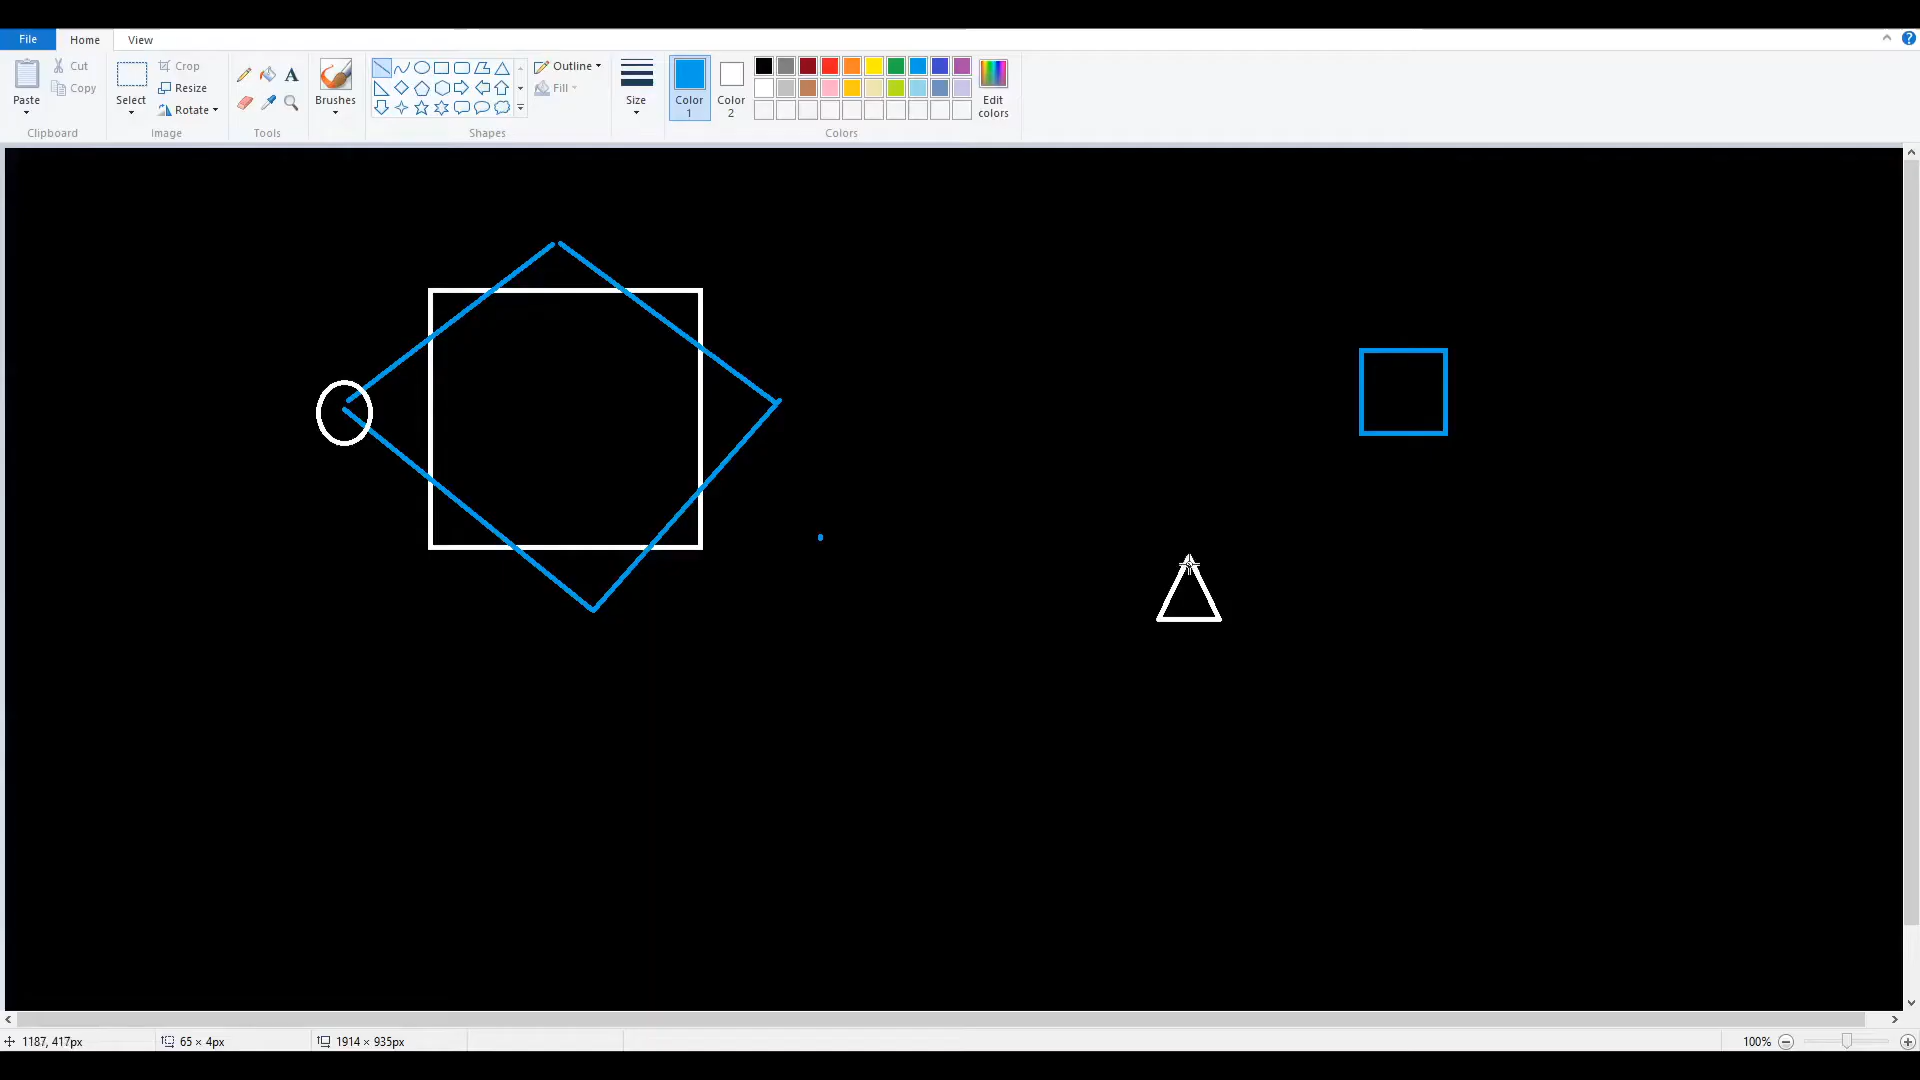 File Home View
Paste Cut Copy
Clipboard
Select Crop Resize Rotate
Image
A
Tools
Brushes
Outline
Fill
Shapes
Size
Color 1
Color 2
Edit colors
Colors
1187, 417px 65 × 4px 1914 × 935px 100%